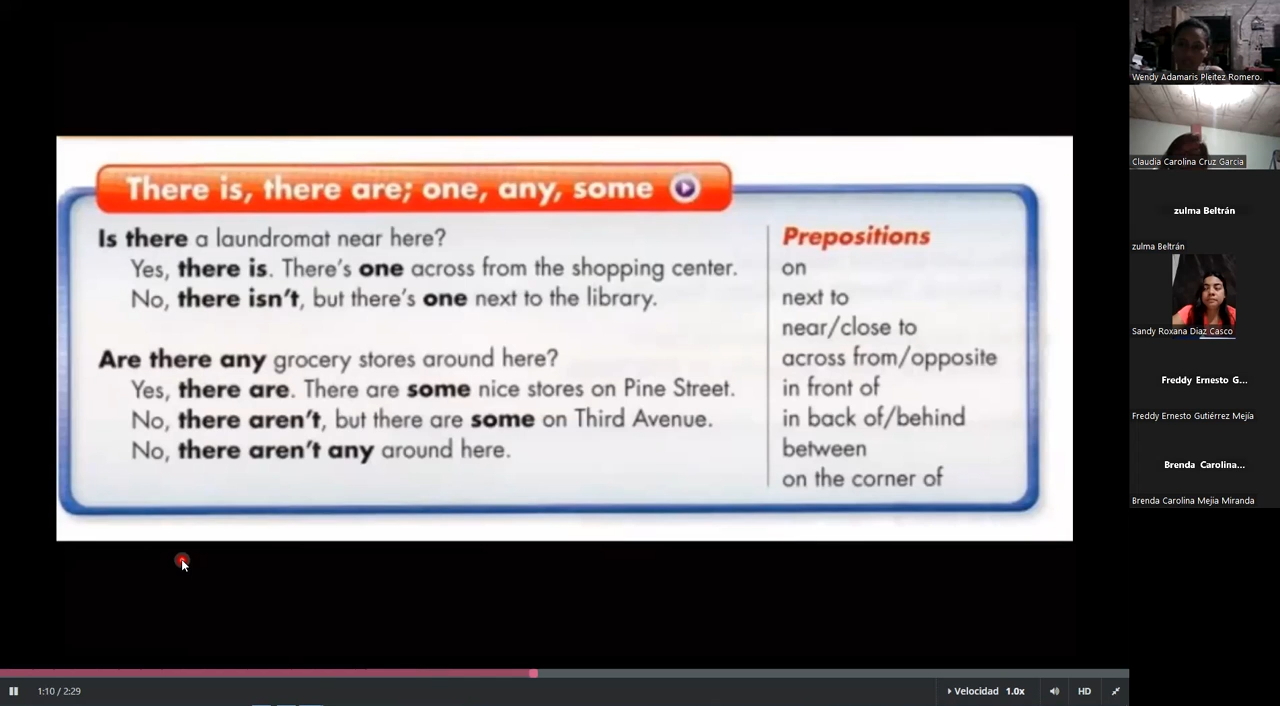 There is, there are; one, any, some
Is there a laundromat near here?
Yes, there is. There's one across from the shopping center.
No, there isn't, but there's one next to the library.
Are there any grocery stores around here?
Yes, there are. There are some nice stores on Pine Street.
No, there aren't, but there are some on Third Avenue.
No, there aren't any around here.
Prepositions
on
next to
near/close to
across from/opposite
in front of
in back of/behind
between
on the corner of
Wendy Adamaris Pleitez Romero.
Claudia Carolina Cruz Garcia
zulma Beltrán
zulma Beltrán
Sandy Roxana Diaz Casco
Freddy Ernesto G...
Freddy Ernesto Gutiérrez Mejía
Brenda Carolina...
Brenda Carolina Mejia Miranda
1:10 / 2:29
Velocidad 1.0x
HD